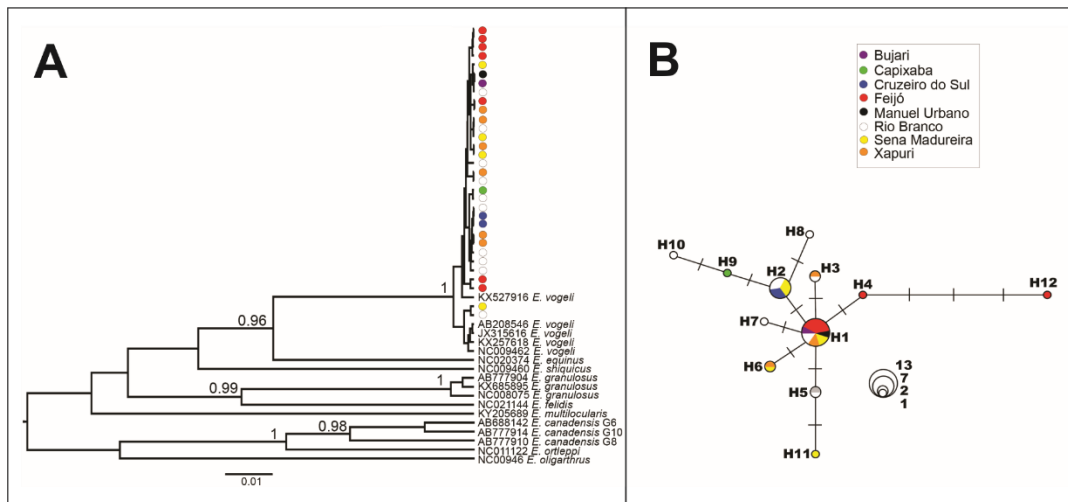 A
1
KX527916 E. vogeli
AB208546 E. vogeli
JX315616 E. vogeli
KX257618 E. vogeli
NC009462 E. vogeli
0.96
NC020374 E. equinus
NC009460 E. shiquicus
AB777904 E. granulosus
1
KX685895 E. granulosus
NC008075 E. granulosus
0.99
NC021144 E. felidis
KY205689 E. multilocularis
AB688142 E. canadensis G6
0.98
AB777914 E. canadensis G10
AB777910 E. canadensis G8
1
NC011122 E. ortleppi
NC00946 E. oligarthrus
0.01
B
Bujari
Capixaba
Cruzeiro do Sul
Feijó
Manuel Urbano
Rio Branco
Sena Madureira
Xapuri
H8
H10
H9
H2
H3
H4
H12
H7
H1
H6
H5
H11
13
7
2
1